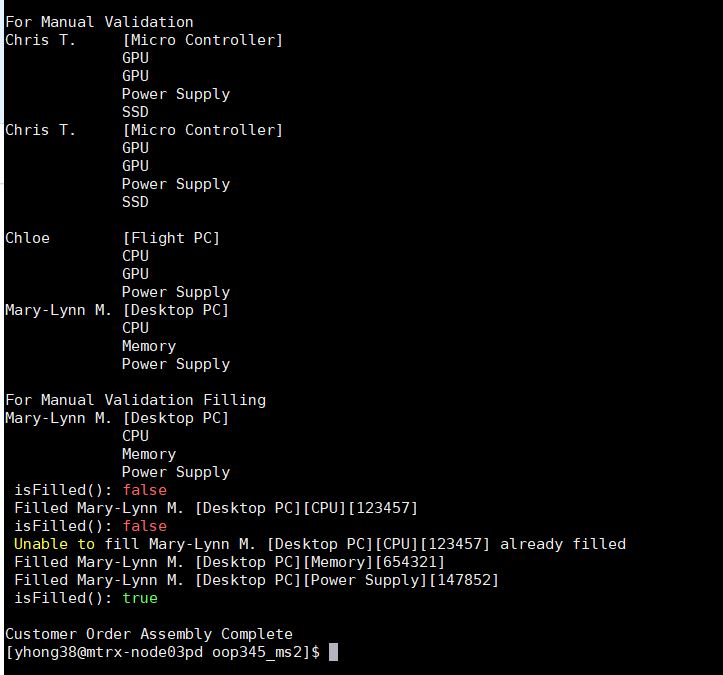 For Manual Validation
Chris T.     [Micro Controller]
             GPU
             GPU
             Power Supply
             SSD
Chris T.     [Micro Controller]
             GPU
             GPU
             Power Supply
             SSD

Chloe        [Flight PC]
             CPU
             GPU
             Power Supply
Mary-Lynn M. [Desktop PC]
             CPU
             Memory
             Power Supply

For Manual Validation Filling
Mary-Lynn M. [Desktop PC]
             CPU
             Memory
             Power Supply
 isFilled(): false
 Filled Mary-Lynn M. [Desktop PC][CPU][123457]
 isFilled(): false
 Unable to fill Mary-Lynn M. [Desktop PC][CPU][123457] already filled
 Filled Mary-Lynn M. [Desktop PC][Memory][654321]
 Filled Mary-Lynn M. [Desktop PC][Power Supply][147852]
 isFilled(): true

Customer Order Assembly Complete
[yhong38@mtrx-node03pd oop345_ms2]$